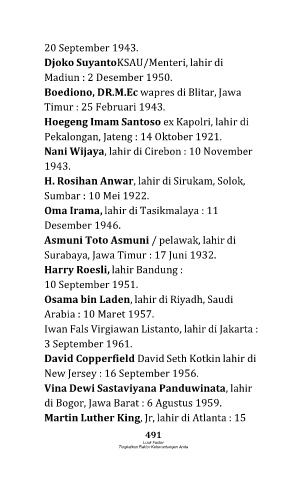 20 September 1943.
Djoko SuyantoKSAU/Menteri, lahir di
Madiun : 2 Desember 1950.
Boediono, DR.M.Ec wapres di Blitar, Jawa
Timur : 25 Februari 1943.
Hoegeng Imam Santoso ex Kapolri, lahir di
Pekalongan, Jateng : 14 Oktober 1921.
Nani Wijaya, lahir di Cirebon : 10 November
1943.
H. Rosihan Anwar, lahir di Sirukam, Solok,
Sumbar : 10 Mei 1922.
Oma Irama, lahir di Tasikmalaya : 11
Desember 1946.
Asmuni Toto Asmuni / pelawak, lahir di
Surabaya, Jawa Timur : 17 Juni 1932.
Harry Roesli, lahir Bandung :
10 September 1951.
Osama bin Laden, lahir di Riyadh, Saudi
Arabia : 10 Maret 1957.
Iwan Fals Virgiawan Listanto, lahir di Jakarta :
3 September 1961.
David Copperfield David Seth Kotkin lahir di
New Jersey : 16 September 1956.
Vina Dewi Sastaviyana Panduwinata, lahir
di Bogor, Jawa Barat : 6 Agustus 1959.
Martin Luther King, Jr, lahir di Atlanta : 15
491
Tingkatkan Faktor Keberuntungan Anda